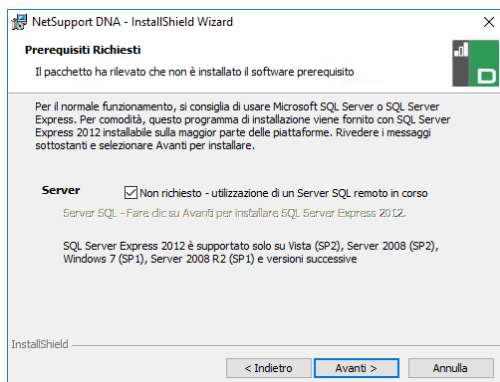 NetSupport DNA - InstallShield Wizard
Prerequisiti Richiesti
Il pacchetto ha rilevato che non è installato il software prerequisito
D
Per il normale funzionamento, si consiglia di usare Microsoft SQL Server o SQL Server
Express. Per comodità, questo programma di installazione viene fornito con SQL Server
Express 2012 installabile sulla maggior parte delle piattaforme. Rivedere i messaggi
sottostanti e selezionare Avanti per installare.
Server Non richiesto - utilizzazione di un Server SQL remoto in corso
Server SQL - Fare clic su Avanti per installare SQL Server Express 2012.
SQL Server Express 2012 è supportato solo su Vista (SP2), Server 2008 (SP2),
Windows 7 (SP1), Server 2008 R2 (SP1) e versioni successive
InstallShield
< Indietro Avanti > Annulla